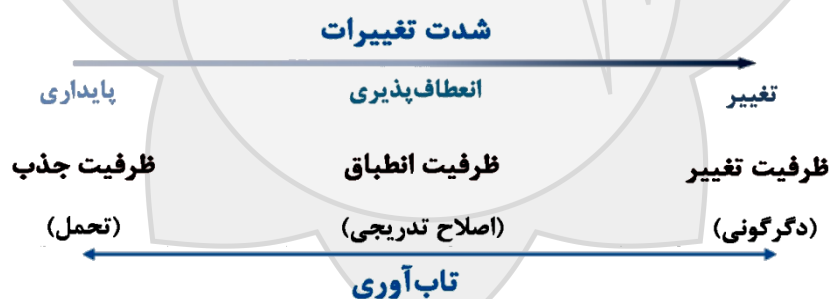 شدت تغییرات
تغییر انعطاف‌پذیری پایداری
ظرفیت تغییر ظرفیت انطباق ظرفیت جذب
(دگرگونی) (اصلاح تدریجی) (تحمل)
تاب‌آوری